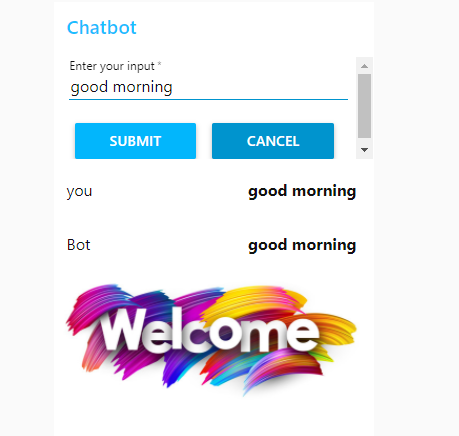 Chatbot
Enter your input *
good morning
SUBMIT CANCEL
you good morning
Bot good morning
Welcome